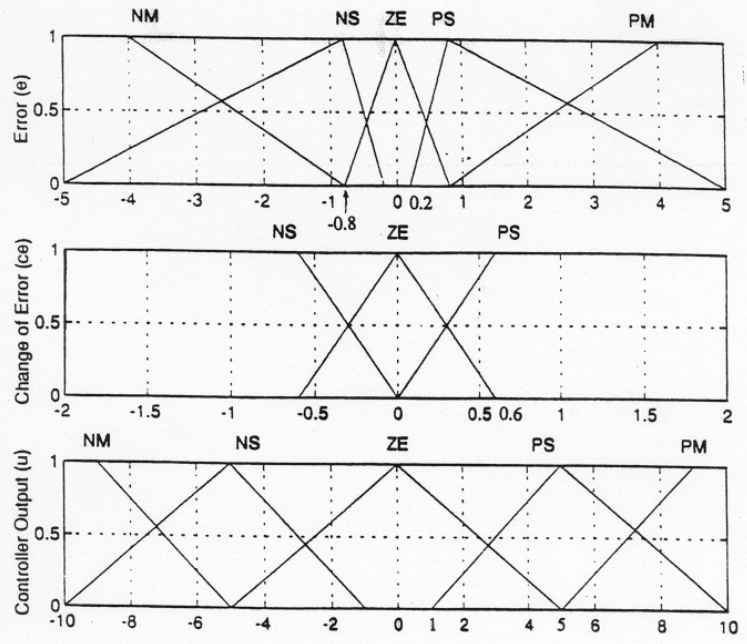 NM NS ZE PS PM
Error (e)
1
0.5
0
-5 -4 -3 -2 -1 0 0.2 1 2 3 4 5
-0.8
NS ZE PS
Change of Error (ce)
1
0.5
0
-2 -1.5 -1 -0.5 0 0.5 0.6 1 1.5 2
NM NS ZE PS PM
Controller Output (u)
1
0.5
0
-10 -8 -6 -4 -2 0 1 2 4 5 6 8 10